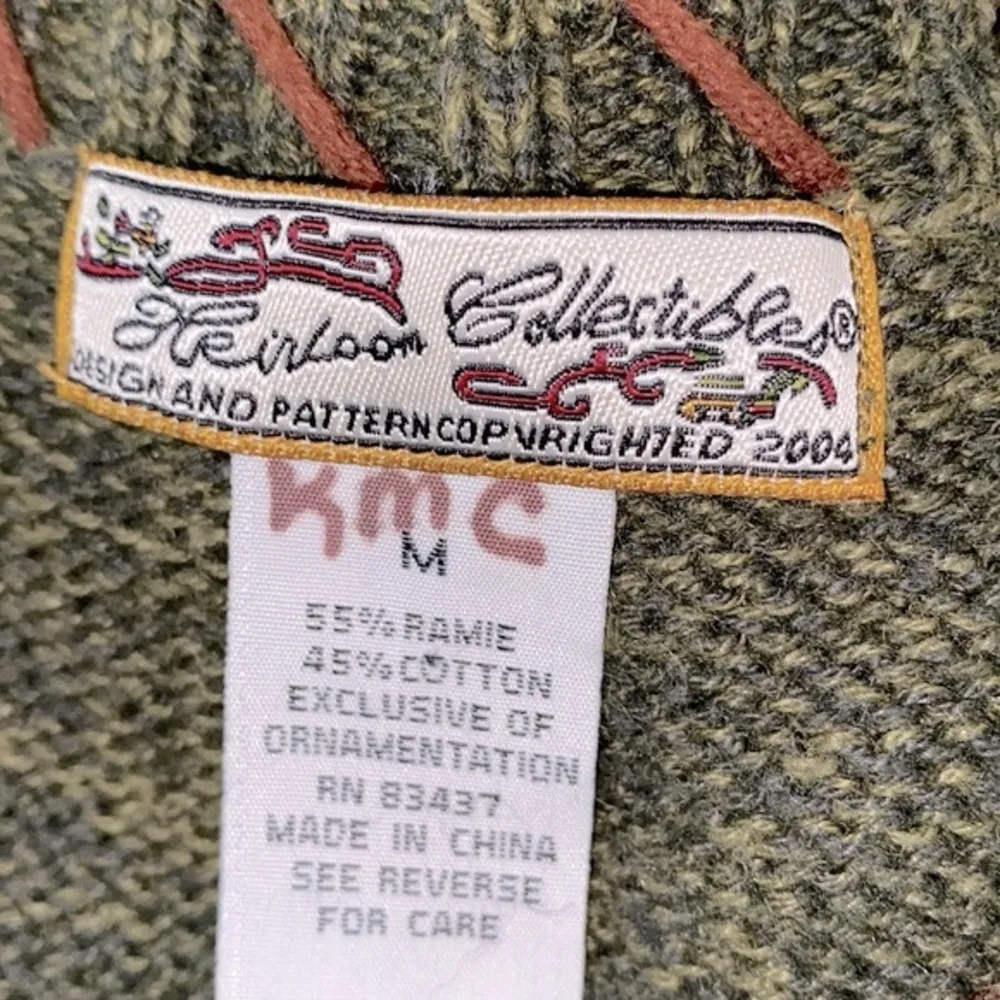 Heirloom Collectibles®
DESIGN AND PATTERN COPYRIGHTED 2004
KMC
M
55% RAMIE
45% COTTON
EXCLUSIVE OF
ORNAMENTATION
RN 83437
MADE IN CHINA
SEE REVERSE
FOR CARE